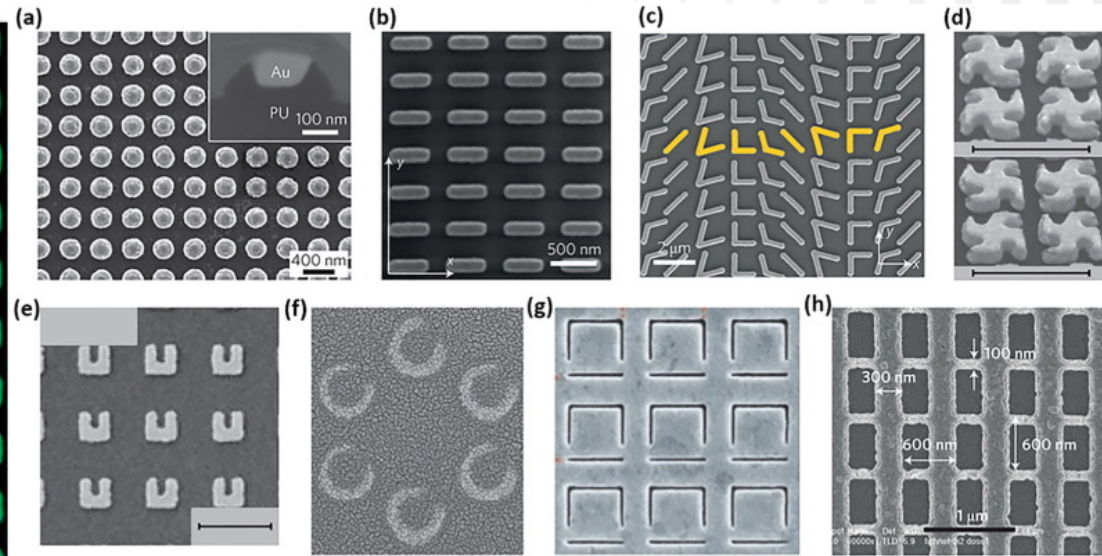 (a)
Au
PU
100 nm
400 nm
(b)
y
x
500 nm
(c)
2 μm
y
x
(d)
(e)
(f)
(g)
(h)
100 nm
300 nm
600 nm
600 nm
1 μm
Det